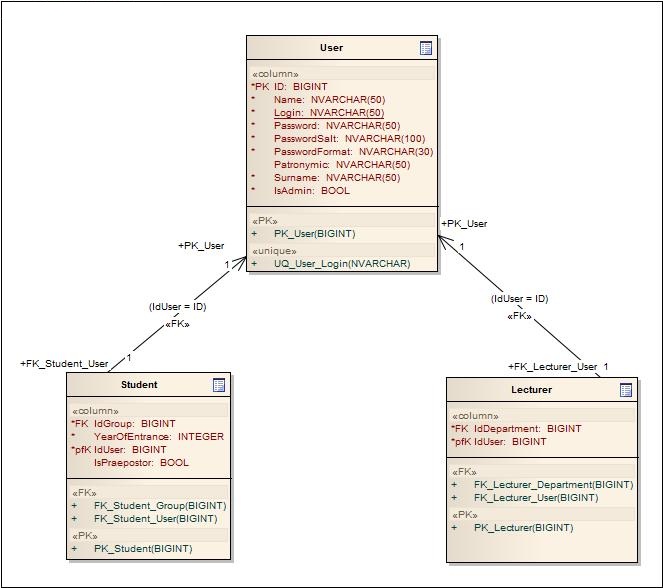 User
«column»
*PK ID: BIGINT
* Name: NVARCHAR(50)
* Login: NVARCHAR(50)
* Password: NVARCHAR(50)
* PasswordSalt: NVARCHAR(100)
* PasswordFormat: NVARCHAR(30)
Patronymic: NVARCHAR(50)
* Surname: NVARCHAR(50)
* IsAdmin: BOOL
«PK»
+ PK_User(BIGINT)
«unique»
+ UQ_User_Login(NVARCHAR)
+PK_User
1
(IdUser = ID)
«FK»
+FK_Student_User
1
+PK_User
1
(IdUser = ID)
«FK»
+FK_Lecturer_User 1
Student
«column»
*FK IdGroup: BIGINT
* YearOfEntrance: INTEGER
*pfK IdUser: BIGINT
IsPraepostor: BOOL
«FK»
+ FK_Student_Group(BIGINT)
+ FK_Student_User(BIGINT)
«PK»
+ PK_Student(BIGINT)
Lecturer
«column»
*FK IdDepartment: BIGINT
*pfK IdUser: BIGINT
«FK»
+ FK_Lecturer_Department(BIGINT)
+ FK_Lecturer_User(BIGINT)
«PK»
+ PK_Lecturer(BIGINT)